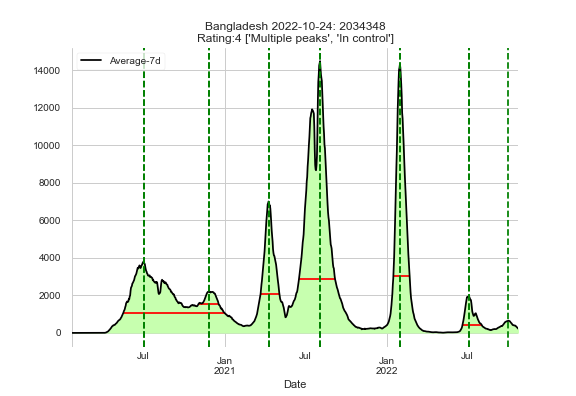 Bangladesh 2022-10-24: 2034348
Rating:4 ['Multiple peaks', 'In control']
Average-7d
14000
12000
10000
8000
6000
4000
2000
0
Jul
Jan
2021
Jul
Jan
2022
Jul
Date